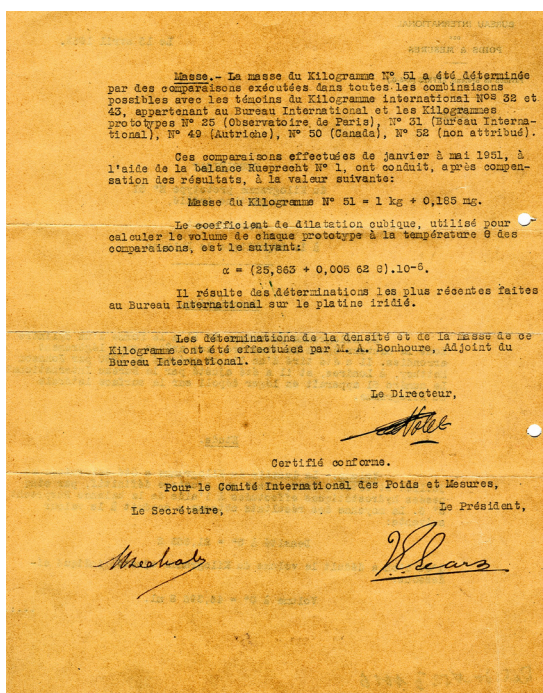 Masse.- La masse du Kilogramme N° 51 a été déterminée
par des comparaisons exécutées dans toutes les combinaisons
possibles avec les témoins du Kilogramme international Nos 32 et
43, appartenant au Bureau International et les Kilogrammes
prototypes N° 25 (Observatoire de Paris), N° 31 (Bureau Interna-
tional), N° 49 (Autriche), N° 50 (Canada), N° 52 (non attribué).
Ces comparaisons effectuées de janvier à mai 1951, à
l'aide de la balance Rueprecht N° 1, ont conduit, après compen-
sation des résultats, à la valeur suivante:
Masse du Kilogramme N° 51 = 1 kg + 0,185 mg.
Le coefficient de dilatation cubique, utilisé pour
calculer le volume de chaque prototype à la température θ des
comparaisons, est le suivant:
α = (25,863 + 0,005 62 θ).10-6.
Il résulte des déterminations les plus récentes faites
au Bureau International sur le platine iridié.
Les déterminations de la densité et de la masse de ce
Kilogramme ont été effectuées par M. A. Bonhoure, Adjoint du
Bureau International.
Le Directeur,
Volet
Certifié conforme.
Pour le Comité International des Poids et Mesures,
Le Secrétaire,
Le Président,
Sears